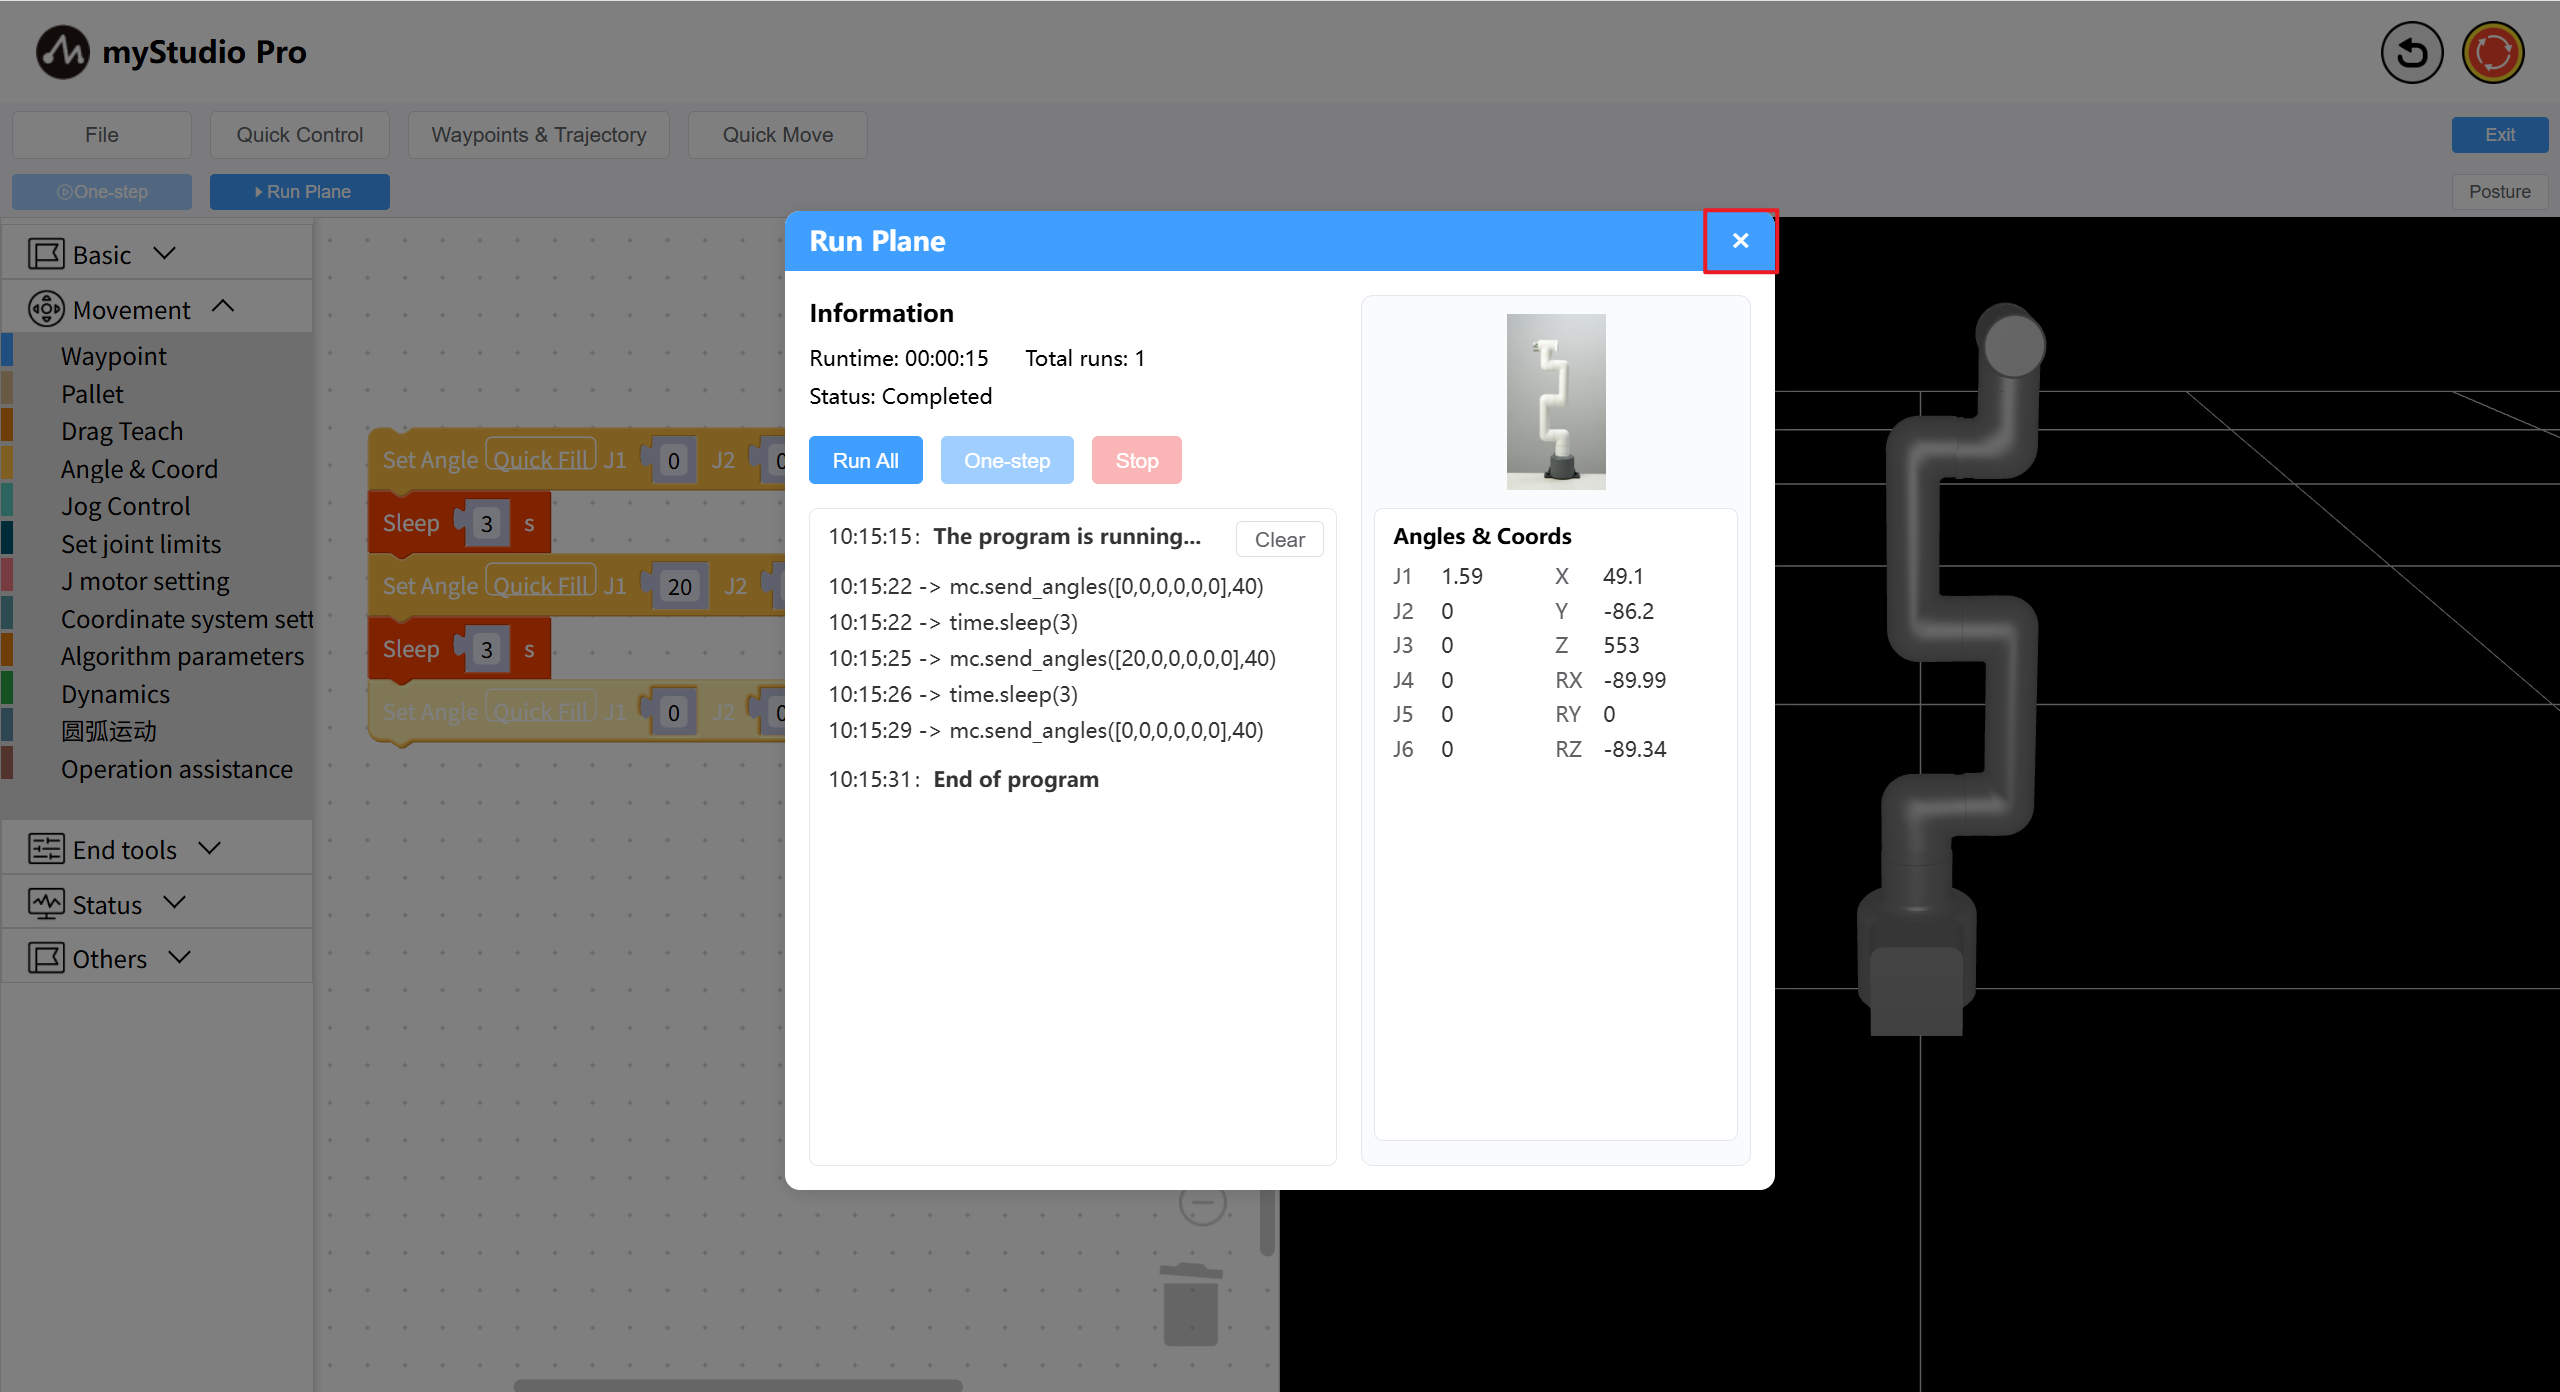 myStudio Pro
File
Quick Control
Waypoints & Trajectory
Quick Move
Exit
One-step
Run Plane
Posture
Basic
Movement
Waypoint
Pallet
Drag Teach
Angle & Coord
Jog Control
Set joint limits
J motor setting
Coordinate system sett
Algorithm parameters
Dynamics
圆弧运动
Operation assistance
End tools
Status
Others
Set Angle Quick Fill J1 0 J2 0
Sleep 3 s
Set Angle Quick Fill J1 20 J2
Sleep 3 s
Set Angle Quick Fill J1 0 J2 0
Run Plane
Information
Runtime: 00:00:15 Total runs: 1
Status: Completed
Run All
One-step
Stop
10:15:15: The program is running...
Clear
10:15:22 -> mc.send_angles([0,0,0,0,0,0],40)
10:15:22 -> time.sleep(3)
10:15:25 -> mc.send_angles([20,0,0,0,0,0],40)
10:15:26 -> time.sleep(3)
10:15:29 -> mc.send_angles([0,0,0,0,0,0],40)
10:15:31: End of program
Angles & Coords
J1 1.59 X 49.1
J2 0 Y -86.2
J3 0 Z 553
J4 0 RX -89.99
J5 0 RY 0
J6 0 RZ -89.34